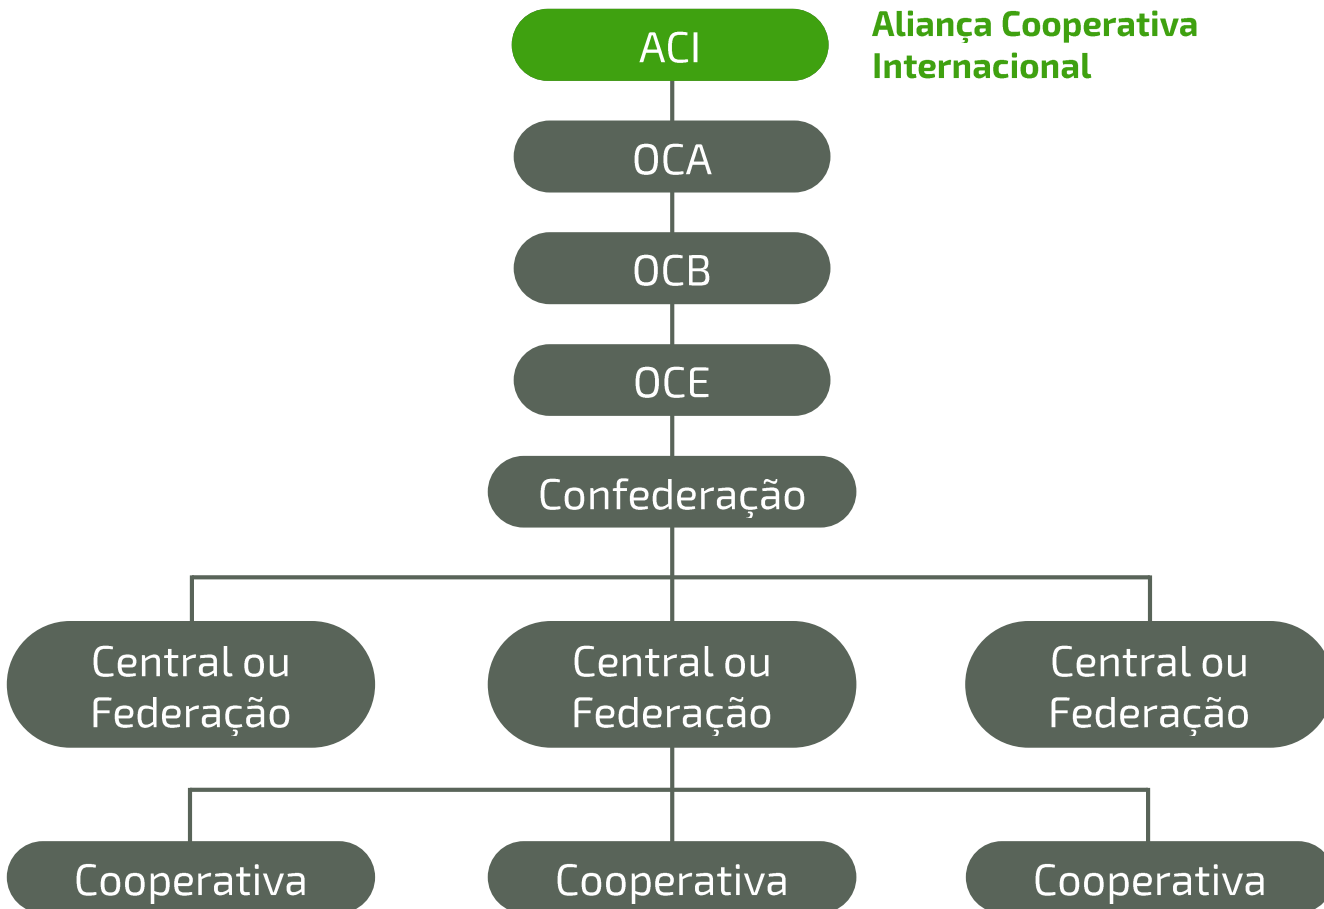 ACI
Aliança Cooperativa
Internacional
OCA
OCB
OCE
Confederação
Central ou
Federação
Central ou
Federação
Central ou
Federação
Cooperativa
Cooperativa
Cooperativa